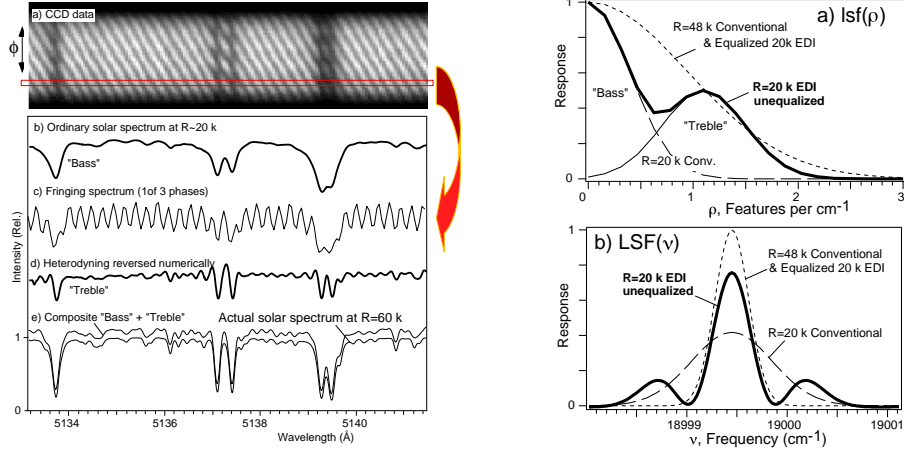 a) CCD data
ϕ
b) Ordinary solar spectrum at R~20 k
"Bass"
c) Fringing spectrum (1of 3 phases)
d) Heterodyning reversed numerically
"Treble"
e) Composite "Bass" + "Treble"
Actual solar spectrum at R=60 k
Intensity (Rel.)
1
0
5134
5136
5138
5140
Wavelength (Å)
a) lsf(ρ)
R=48 k Conventional
& Equalized 20k EDI
R=20 k EDI
unequalized
"Bass"
"Treble"
R=20 k Conv.
Response
1
0
0
1
2
3
ρ, Features per cm-1
b) LSF(ν)
R=48 k Conventional
& Equalized 20 k EDI
R=20 k EDI
unequalized
R=20 k Conventional
Response
1
0
18999
19000
19001
ν, Frequency (cm-1)